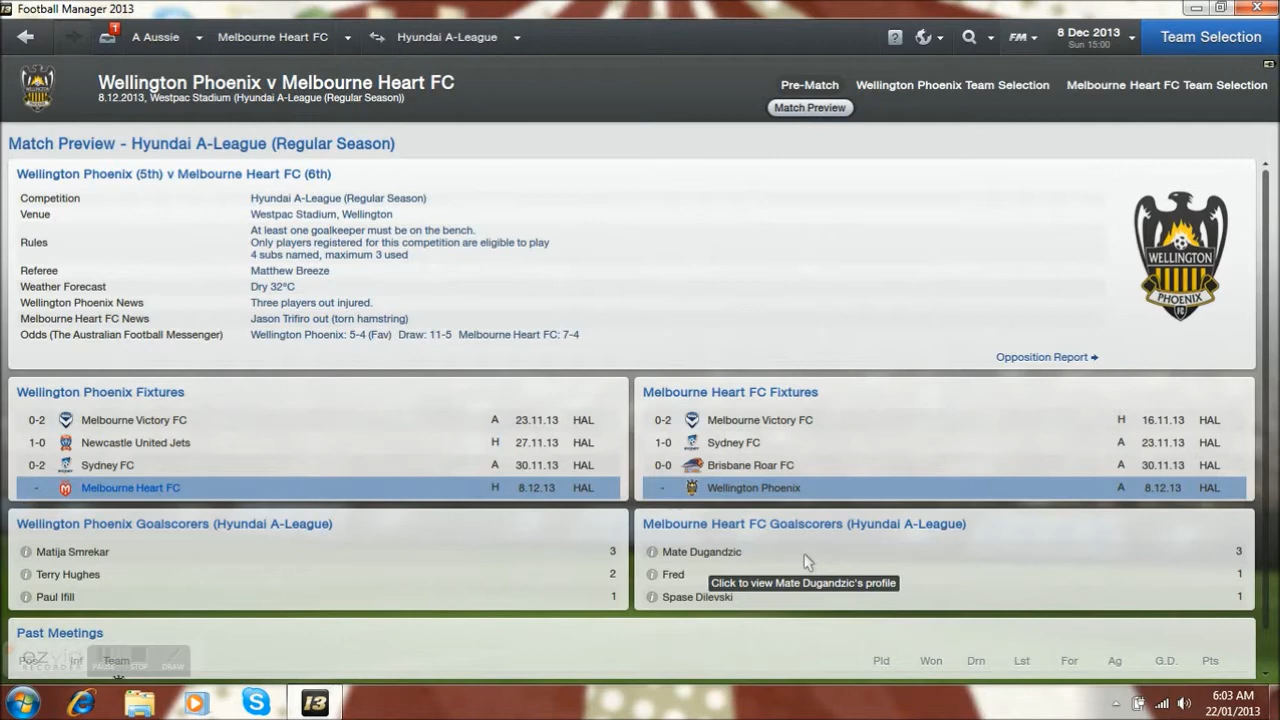 Football Manager 2013
1
A Aussie
Melbourne Heart FC
Hyundai A-League
?
FM
8 Dec 2013
Sun 15:00
Team Selection
Wellington Phoenix v Melbourne Heart FC
8.12.2013, Westpac Stadium (Hyundai A-League (Regular Season))
Pre-Match
Wellington Phoenix Team Selection
Melbourne Heart FC Team Selection
Match Preview
Match Preview - Hyundai A-League (Regular Season)
Wellington Phoenix (5th) v Melbourne Heart FC (6th)
Competition Hyundai A-League (Regular Season)
Venue Westpac Stadium, Wellington
At least one goalkeeper must be on the bench.
Rules Only players registered for this competition are eligible to play
4 subs named, maximum 3 used
Referee Matthew Breeze
Weather Forecast Dry 32°C
Wellington Phoenix News Three players out injured.
Melbourne Heart FC News Jason Trifiro out (torn hamstring)
Odds (The Australian Football Messenger) Wellington Phoenix: 5-4 (Fav) Draw: 11-5 Melbourne Heart FC: 7-4
WELLINGTON
PHOENIX
FC
Opposition Report
Wellington Phoenix Fixtures
0-2 Melbourne Victory FC A 23.11.13 HAL
1-0 Newcastle United Jets H 27.11.13 HAL
0-2 Sydney FC A 30.11.13 HAL
- Melbourne Heart FC H 8.12.13 HAL
Melbourne Heart FC Fixtures
0-2 Melbourne Victory FC H 16.11.13 HAL
1-0 Sydney FC A 23.11.13 HAL
0-0 Brisbane Roar FC A 30.11.13 HAL
- Wellington Phoenix A 8.12.13 HAL
Wellington Phoenix Goalscorers (Hyundai A-League)
Matija Smrekar 3
Terry Hughes 2
Paul Ifill 1
Melbourne Heart FC Goalscorers (Hyundai A-League)
Mate Dugandzic 3
Fred 1
Click to view Mate Dugandzic's profile
Spase Dilevski 1
Past Meetings
Pos Inf Team Pld Won Drn Lst For Ag G.D. Pts
PAUSE STOP DRAW
13
6:03 AM
22/01/2013